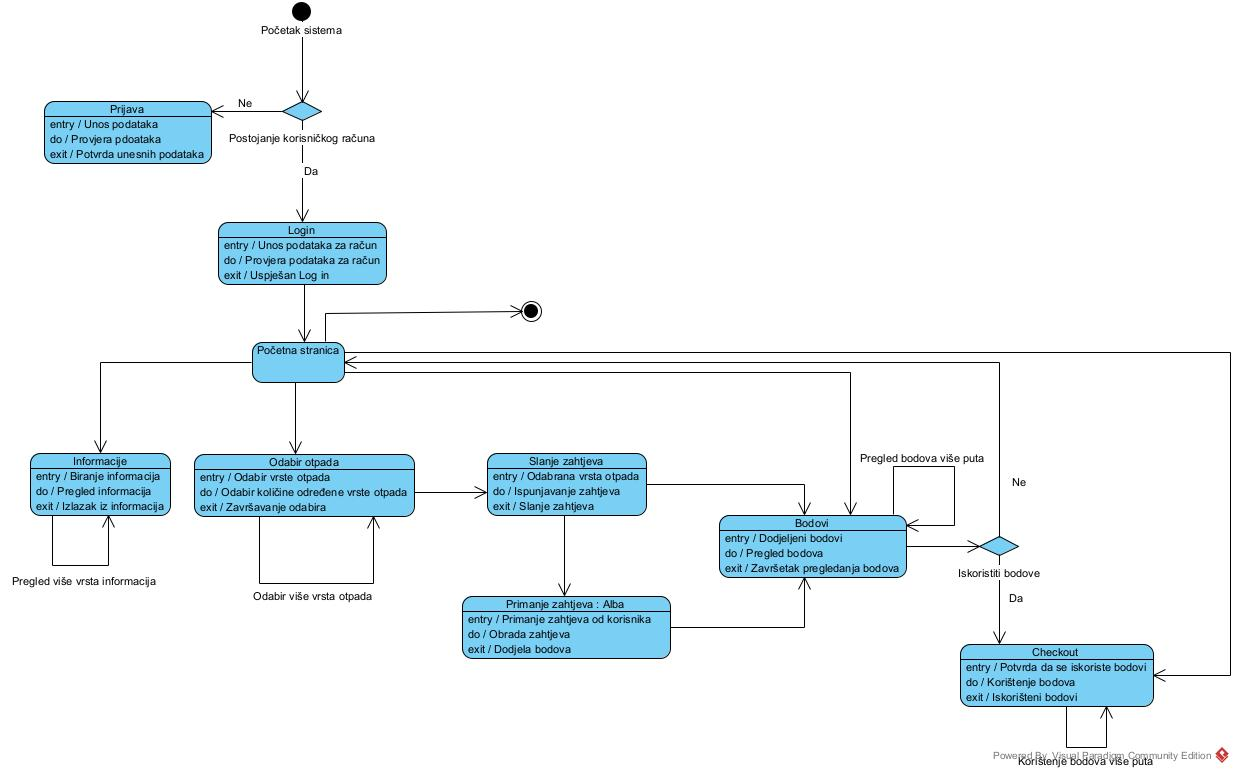 Početak sistema
Ne
Prijava
entry / Unos podataka
do / Provjera pdoataka
exit / Potvrda unesnih podataka
Postojanje korisničkog računa
Da
Login
entry / Unos podataka za račun
do / Provjera podataka za račun
exit / Uspješan Log in
Početna stranica
Informacije
entry / Biranje informacija
do / Pregled informacija
exit / Izlazak iz informacija
Pregled više vrsta informacija
Odabir otpada
entry / Odabir vrste otpada
do / Odabir količine određene vrste otpada
exit / Završavanje odabira
Odabir više vrsta otpada
Slanje zahtjeva
entry / Odabrana vrsta otpada
do / Ispunjavanje zahtjeva
exit / Slanje zahtjeva
Primanje zahtjeva : Alba
entry / Primanje zahtjeva od korisnika
do / Obrada zahtjeva
exit / Dodjela bodova
Pregled bodova više puta
Bodovi
entry / Dodjeljeni bodovi
do / Pregled bodova
exit / Završetak pregledanja bodova
Ne
Iskoristiti bodove
Da
Checkout
entry / Potvrda da se iskoriste bodovi
do / Korištenje bodova
exit / Iskorišteni bodovi
Korištenje bodova više puta
Powered By Visual Paradigm Community Edition